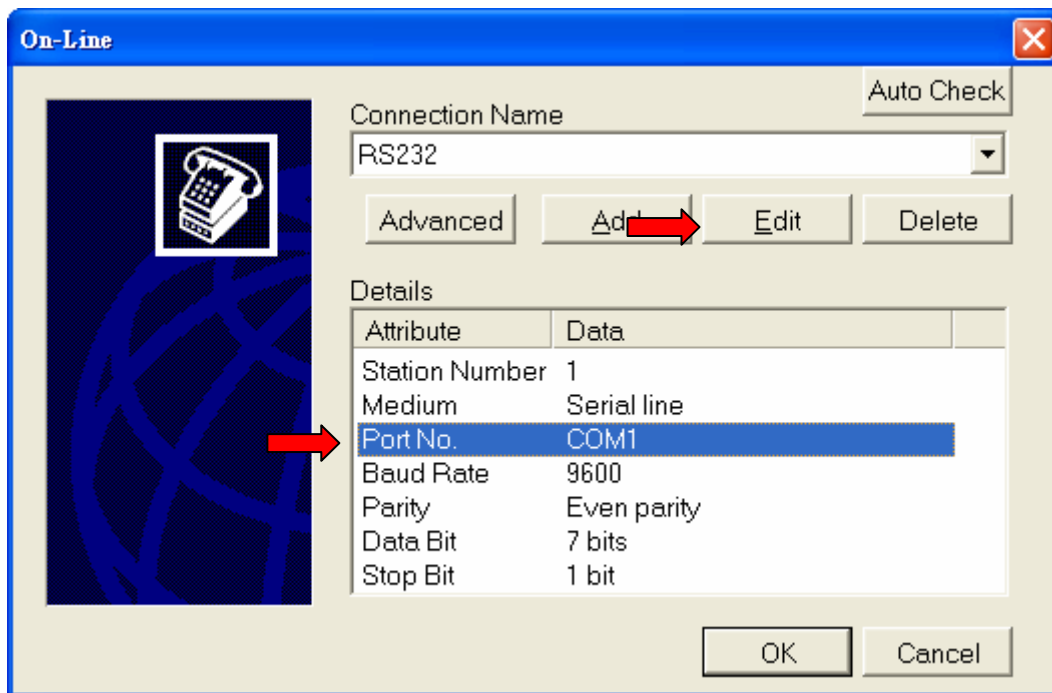 On-Line
Auto Check
Connection Name
RS232
Advanced Edit Delete
Details
Attribute Data
Station Number 1
Medium Serial line
Port No. COM1
Baud Rate 9600
Parity Even parity
Data Bit 7 bits
Stop Bit 1 bit
OK Cancel